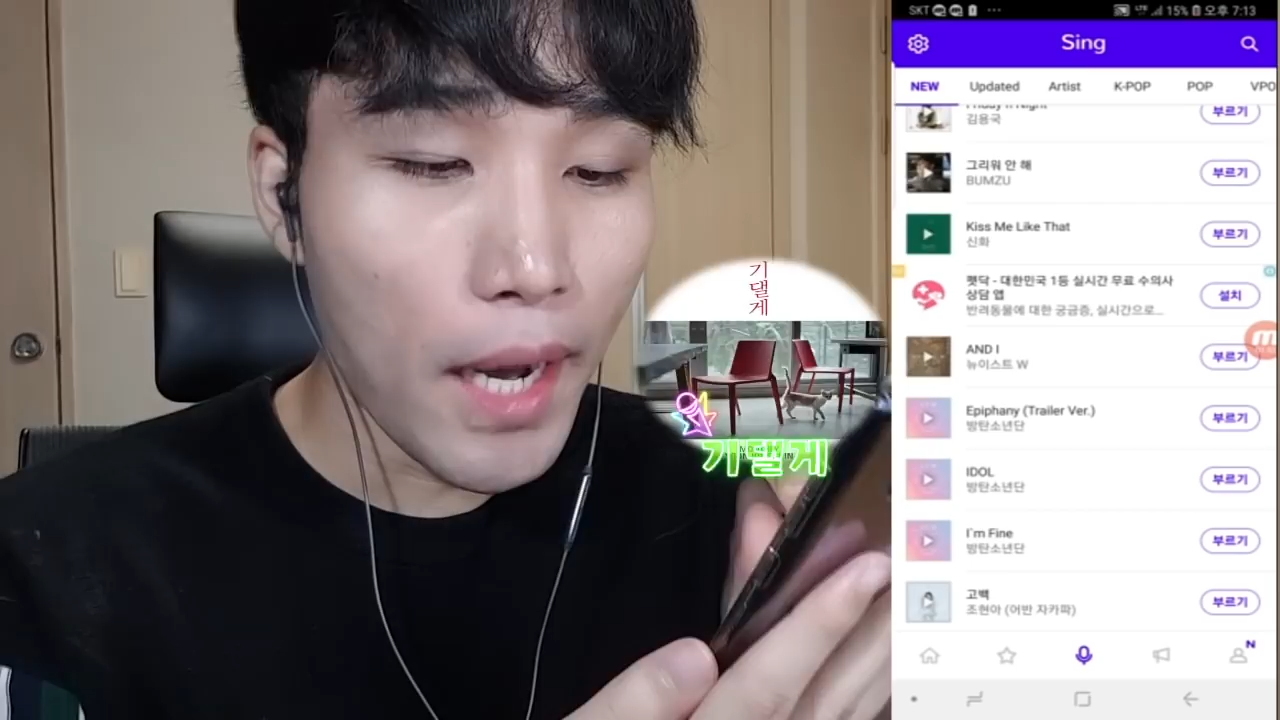 SKT
LTE 15% 오후 7:13
Sing
NEW Updated Artist K-POP POP VPO
Friday n Night
김용국
부르기
그리워 안 해
BUMZU
부르기
Kiss Me Like That
신화
부르기
펫닥 - 대한민국 1등 실시간 무료 수의사
상담 앱
반려동물에 대한 궁금증, 실시간으로...
설치
AND I
뉴이스트 W
부르기
Epiphany (Trailer Ver.)
방탄소년단
부르기
IDOL
방탄소년단
부르기
I`m Fine
방탄소년단
부르기
고백
조현아 (어반 자카파)
부르기
N
기댈게
기댈게